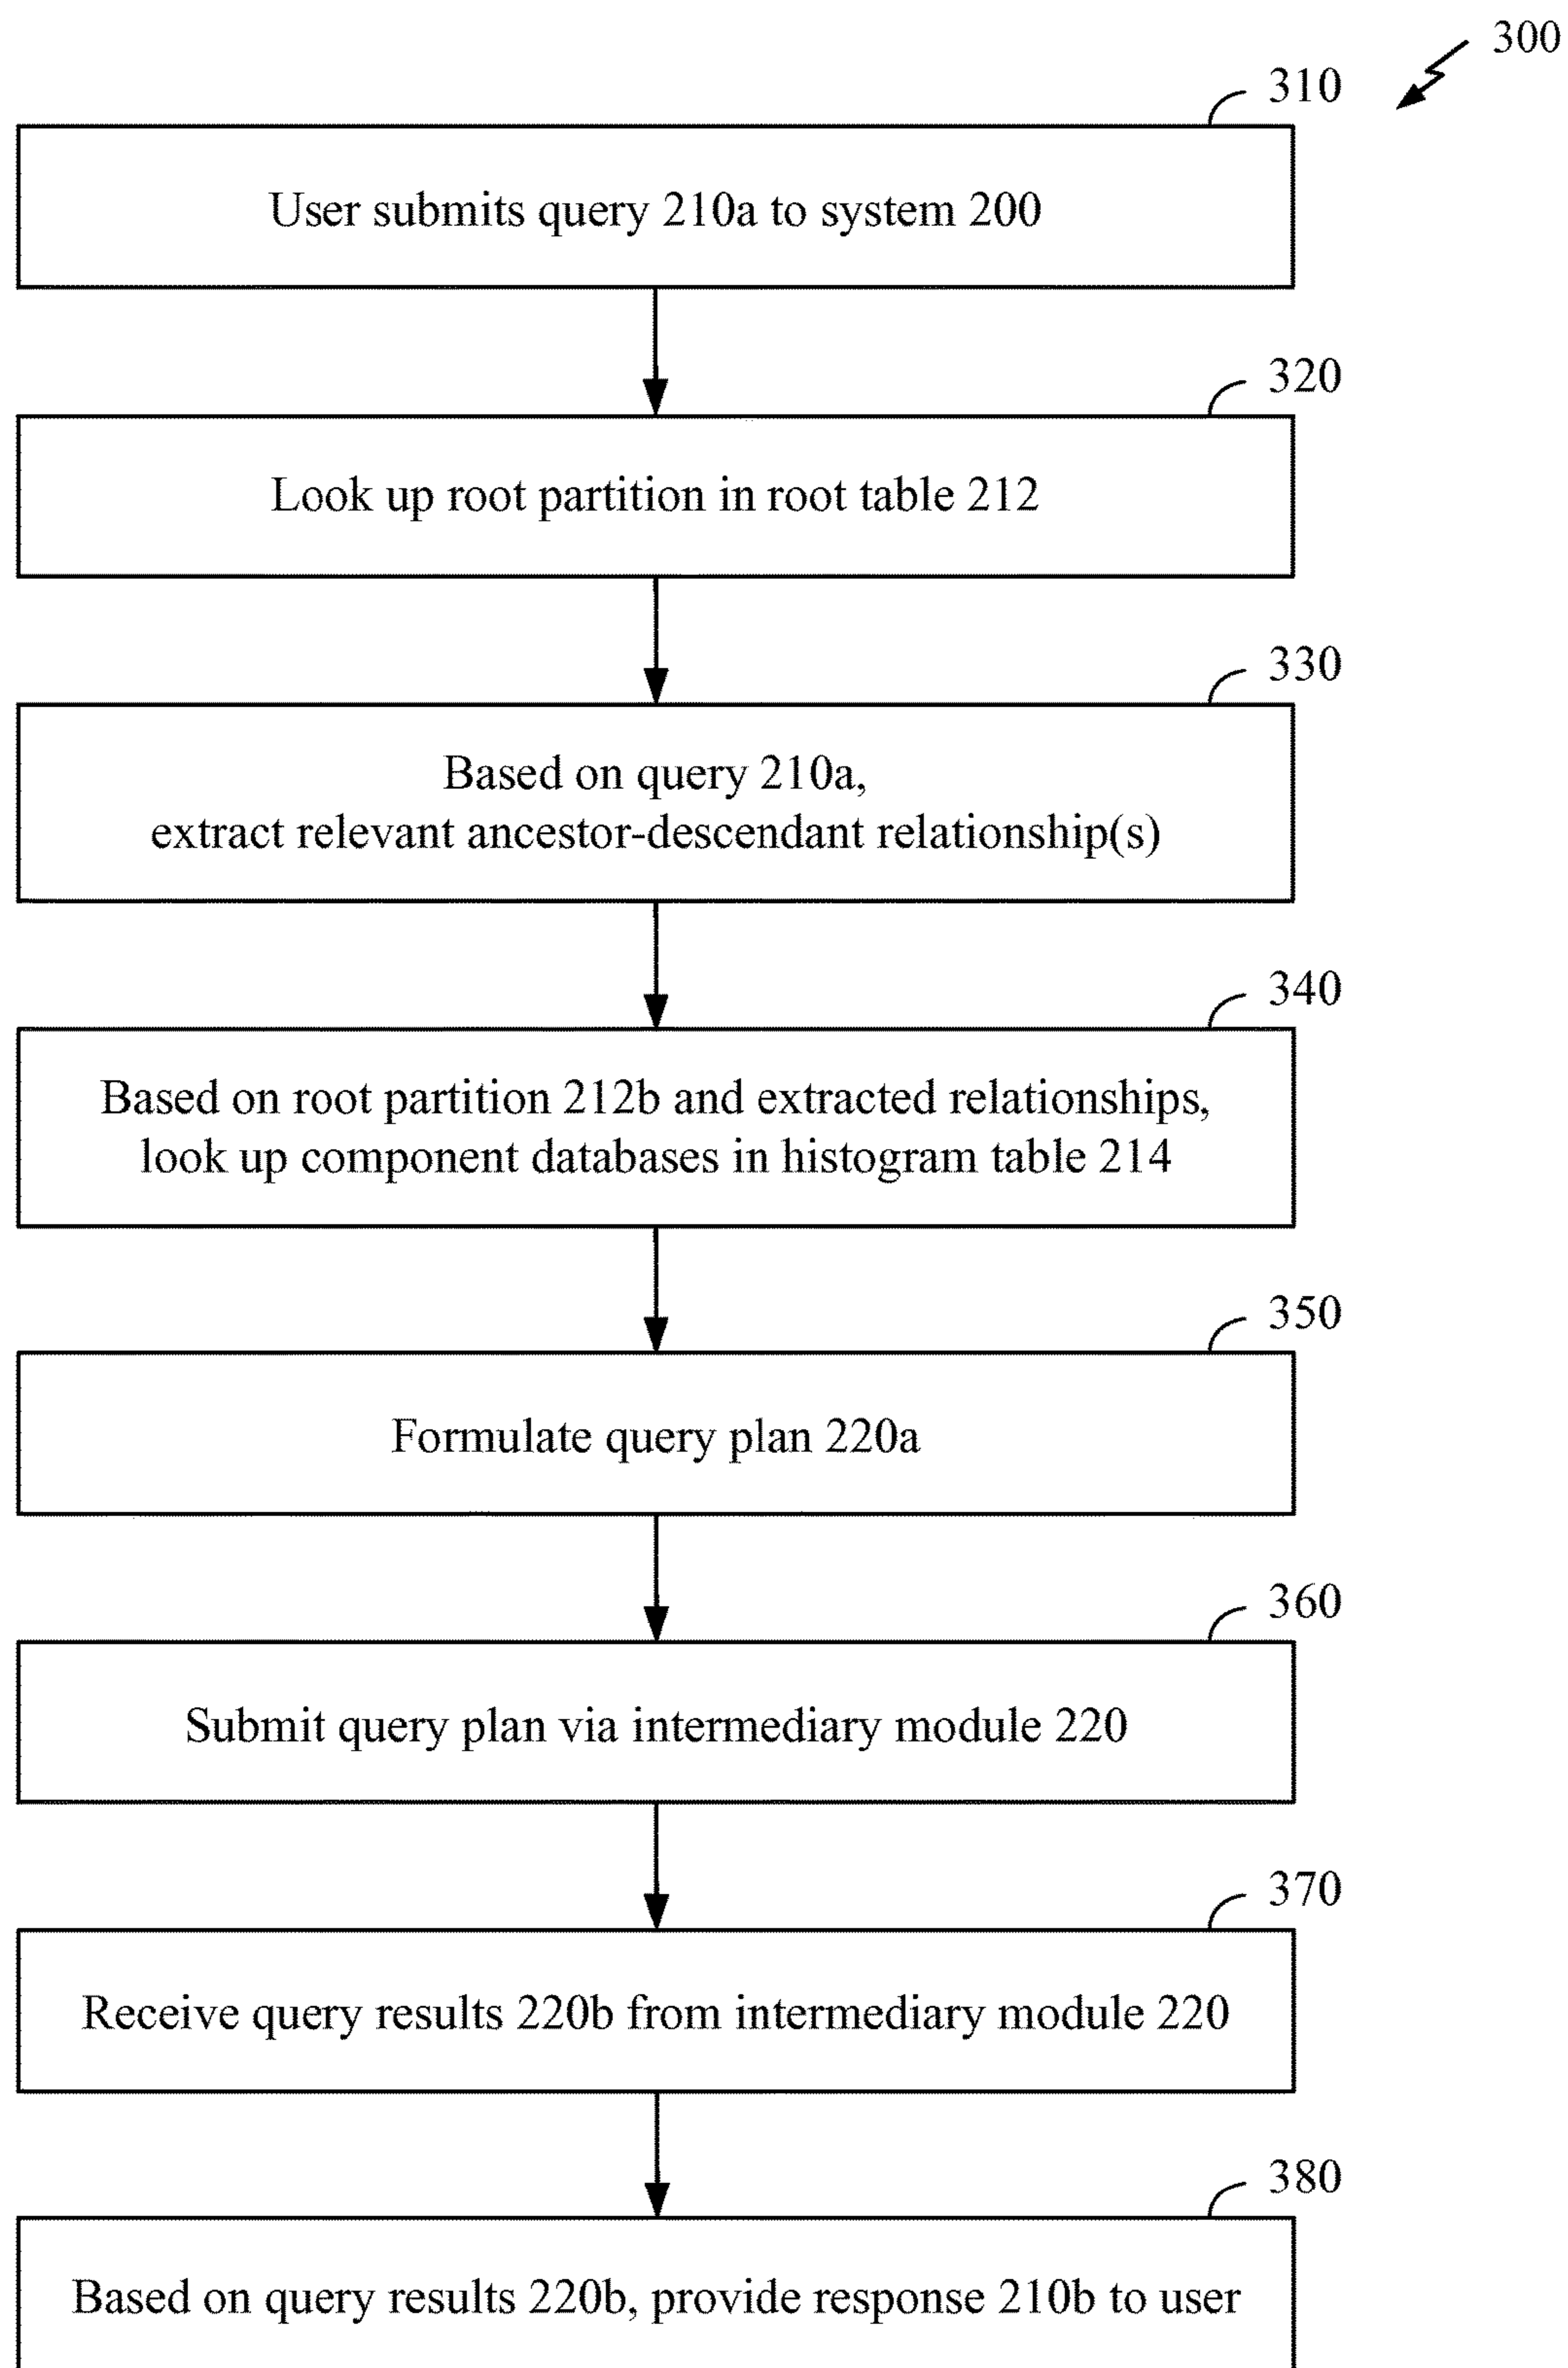 300
310
User submits query 210a to system 200
320
Look up root partition in root table 212
330
Based on query 210a,
extract relevant ancestor-descendant relationship(s)
340
Based on root partition 212b and extracted relationships,
look up component databases in histogram table 214
350
Formulate query plan 220a
360
Submit query plan via intermediary module 220
370
Receive query results 220b from intermediary module 220
380
Based on query results 220b, provide response 210b to user